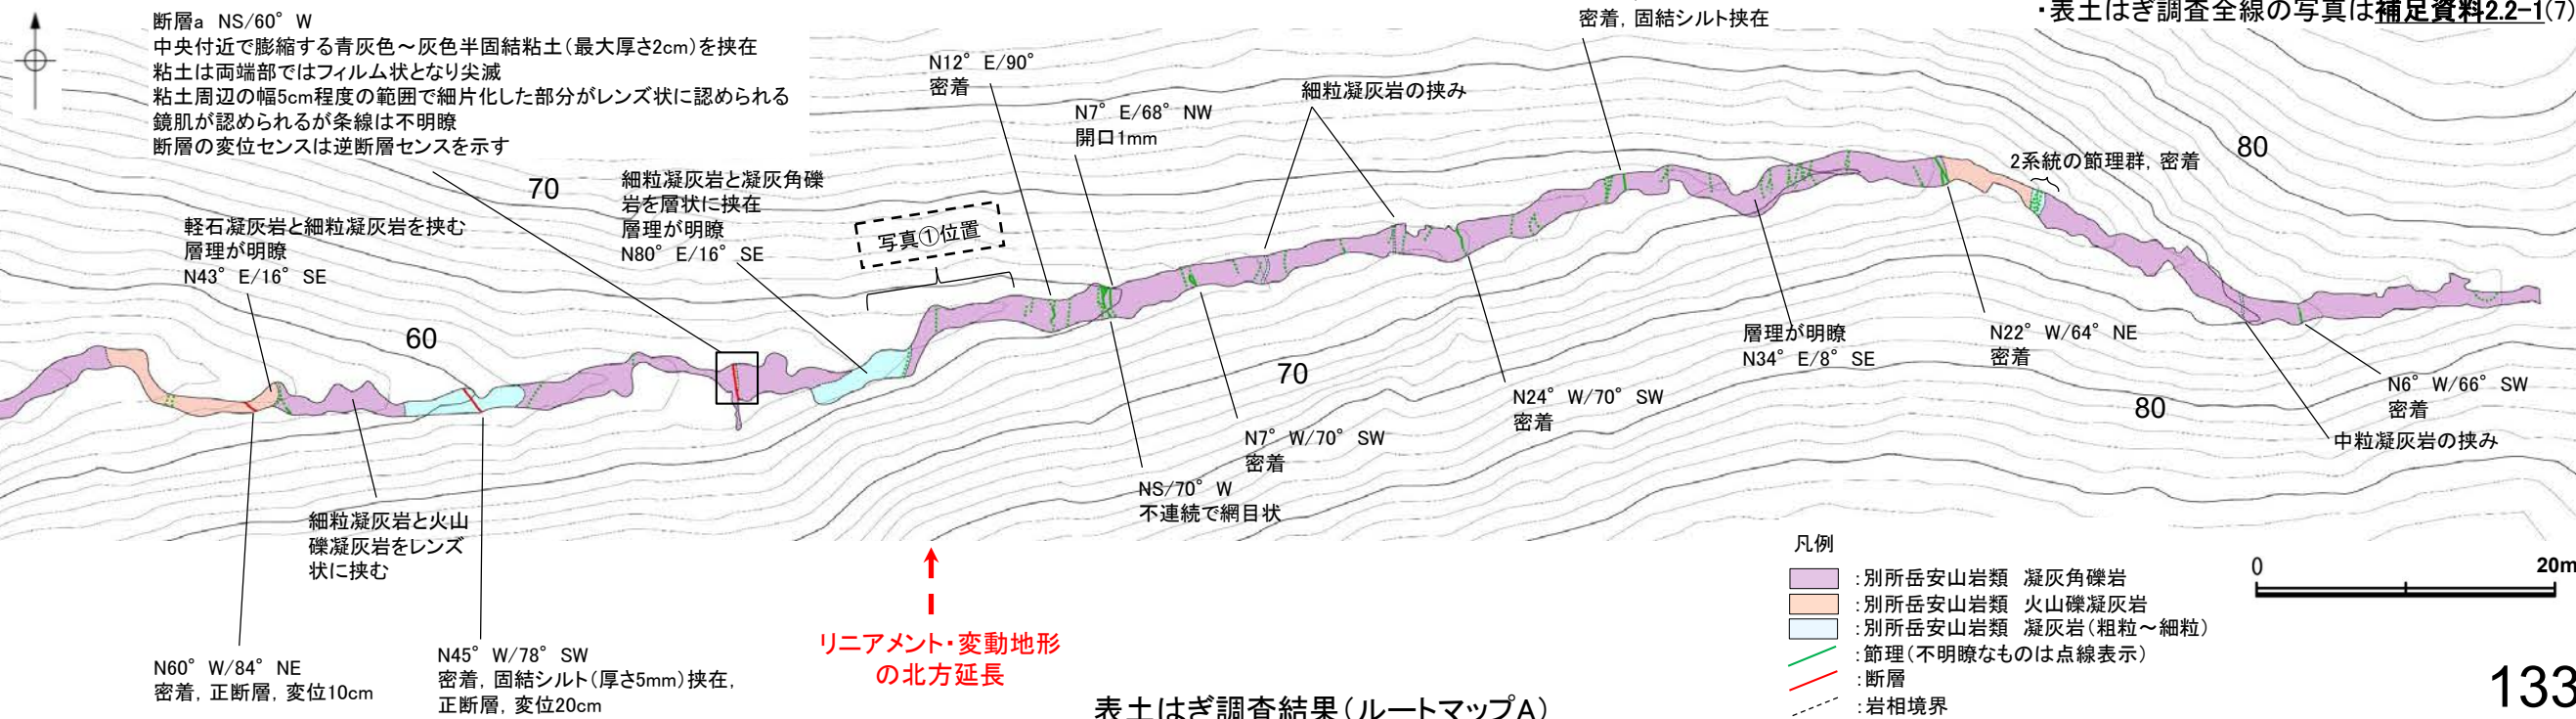 断層a NS/60° W
中央付近で膨縮する青灰色～灰色半固結粘土(最大厚さ2cm)を挟在
粘土は両端部ではフィルム状となり尖滅
粘土周辺の幅5cm程度の範囲で細片化した部分がレンズ状に認められる
鏡肌が認められるが条線は不明瞭
断層の変位センスは逆断層センスを示す
密着, 固結シルト挟在
・表土はぎ調査全線の写真は補足資料2.2-1(7)
N12° E/90°
密着
N7° E/68° NW
開口1mm
細粒凝灰岩の挟み
2系統の節理群, 密着
80
70
細粒凝灰岩と凝灰角礫
岩を層状に挟在
層理が明瞭
N80° E/16° SE
写真①位置
軽石凝灰岩と細粒凝灰岩を挟む
層理が明瞭
N43° E/16° SE
60
70
層理が明瞭
N34° E/8° SE
N22° W/64° NE
密着
N6° W/66° SW
密着
80
中粒凝灰岩の挟み
N24° W/70° SW
密着
N7° W/70° SW
密着
NS/70° W
不連続で網目状
細粒凝灰岩と火山
礫凝灰岩をレンズ
状に挟む
N60° W/84° NE
密着, 正断層, 変位10cm
N45° W/78° SW
密着, 固結シルト(厚さ5mm)挟在,
正断層, 変位20cm
リニアメント・変動地形
の北方延長
凡例
:別所岳安山岩類 凝灰角礫岩
:別所岳安山岩類 火山礫凝灰岩
:別所岳安山岩類 凝灰岩(粗粒～細粒)
:節理(不明瞭なものは点線表示)
:断層
:岩相境界
0 20m
表土はぎ調査結果(ルートマップA)
133